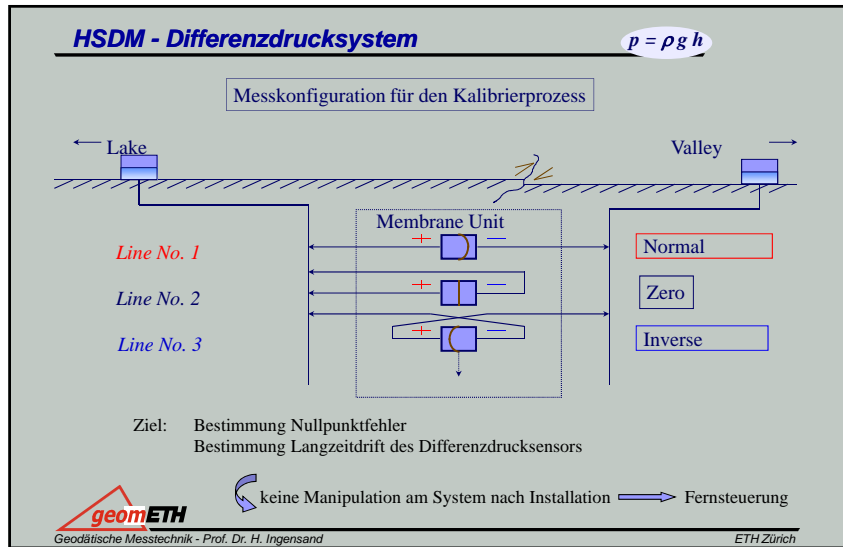 HSDM - Differenzdrucksystem
p = ρ g h
Messkonfiguration für den Kalibrierprozess
Lake
Valley
Membrane Unit
Line No. 1
+ −
Normal
Line No. 2
+ −
Zero
Line No. 3
+ −
Inverse
Ziel: Bestimmung Nullpunktfehler
Bestimmung Langzeitdrift des Differenzdrucksensors
keine Manipulation am System nach Installation Fernsteuerung
geomETH
Geodätische Messtechnik - Prof. Dr. H. Ingensand ETH Zürich